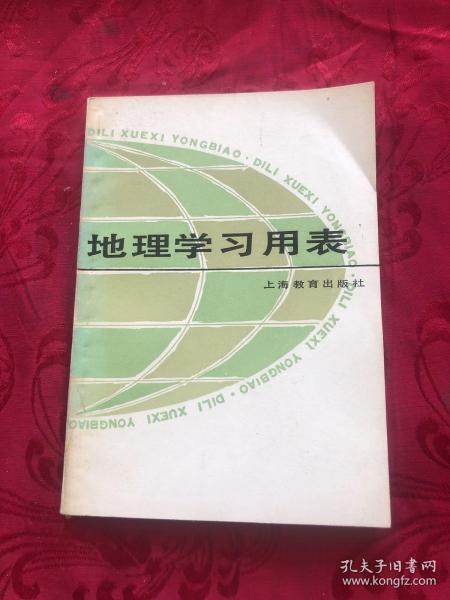 DILI XUEXI YONGBIAO · DILI XUEXI YONGBIAO · DILI XUEXI YONGBIAO · DILI XUEXI YONGBIAO
地理学习用表
上海教育出版社
孔夫子旧书网
www.kongfz.com